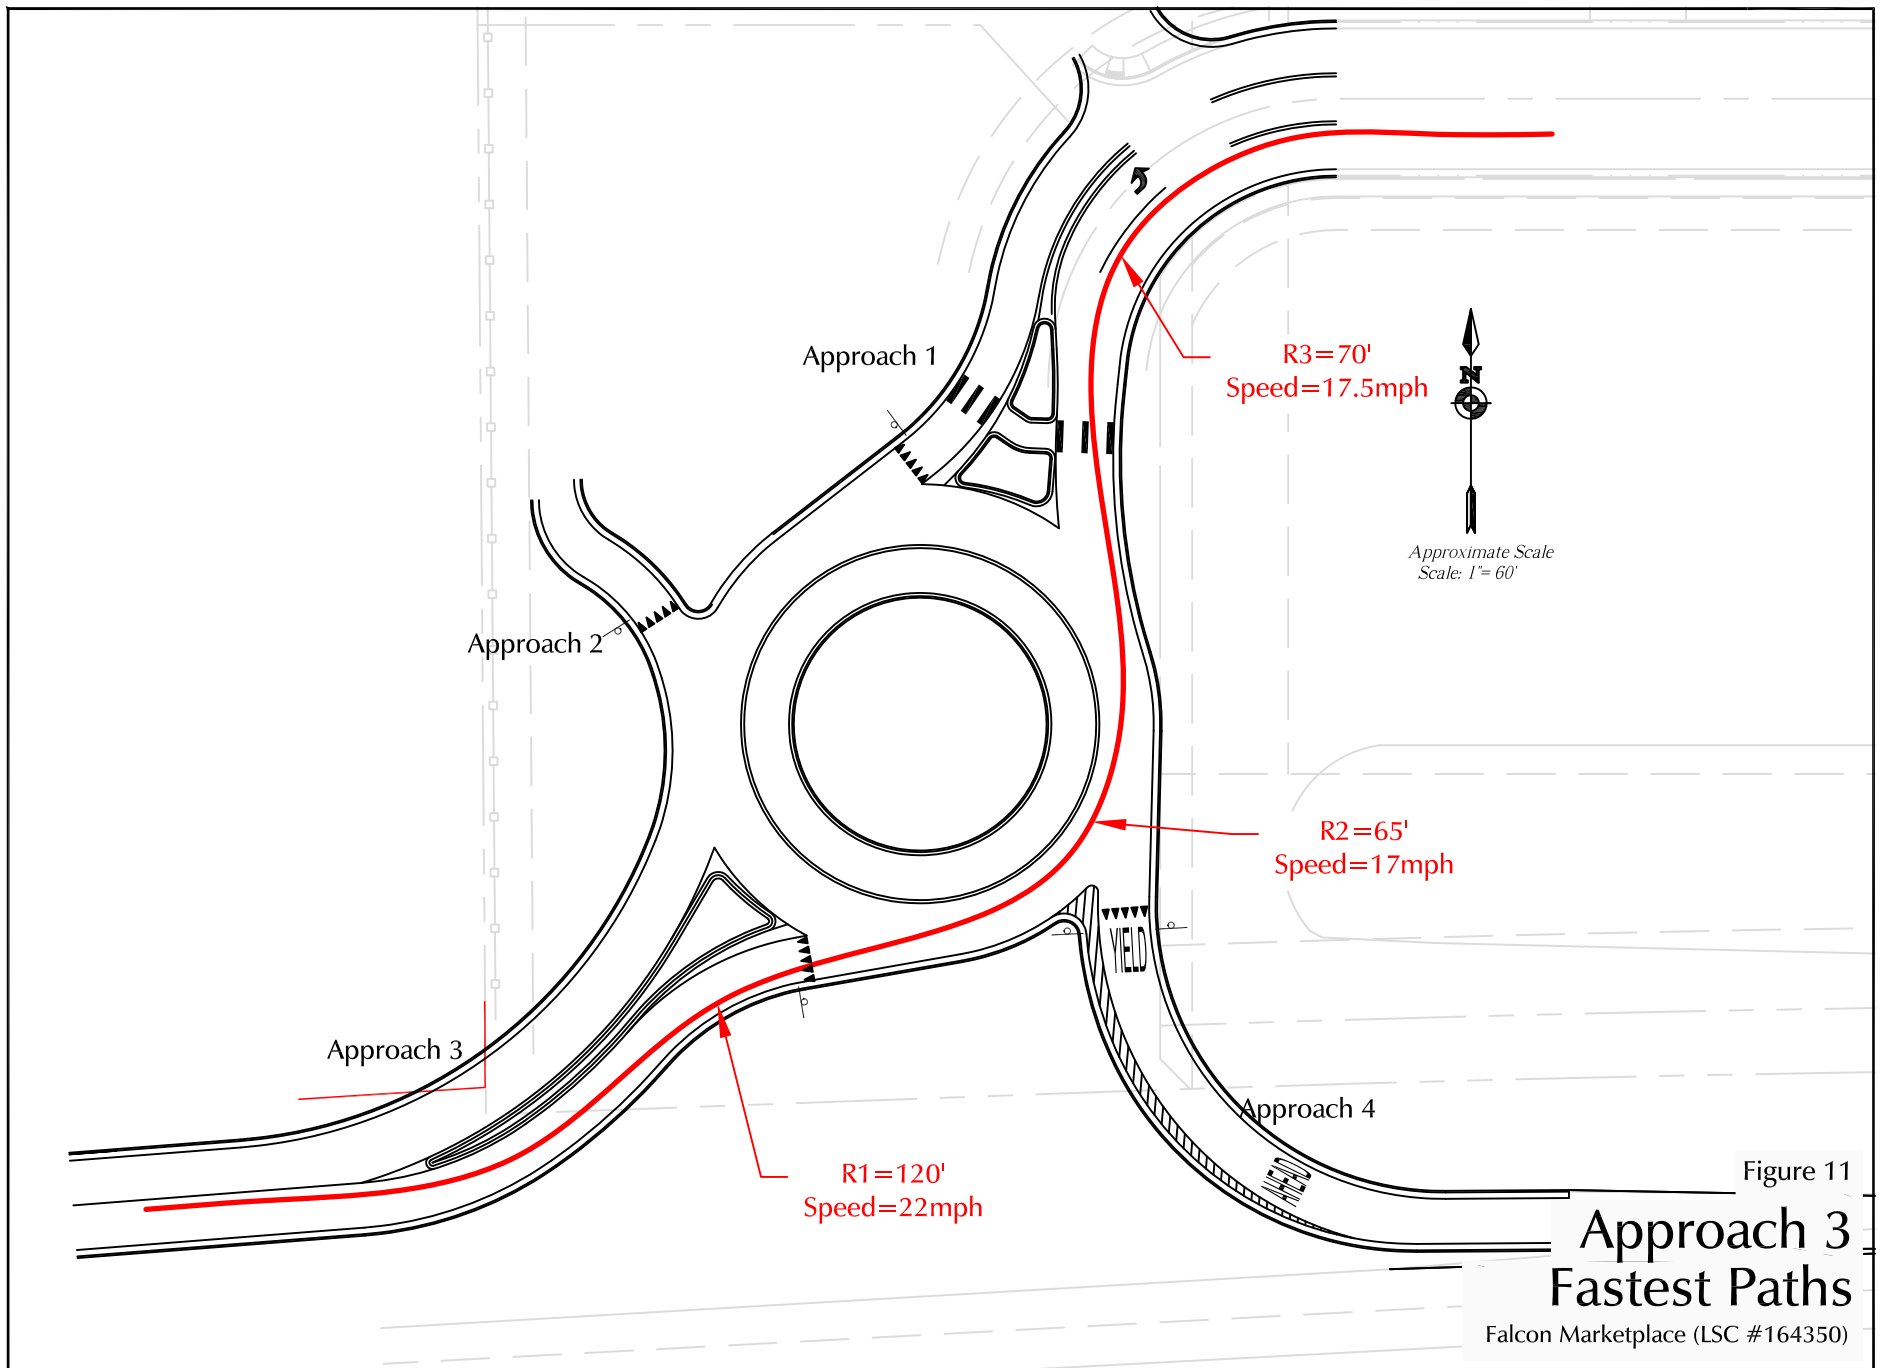 Approach 1
R3=70'
Speed=17.5mph
N
Approximate Scale
Scale: 1"= 60'
Approach 2
R2=65'
Speed=17mph
YIELD
Approach 3
Approach 4
R1=120'
Speed=22mph
Figure 11
Approach 3
Fastest Paths
Falcon Marketplace (LSC #164350)